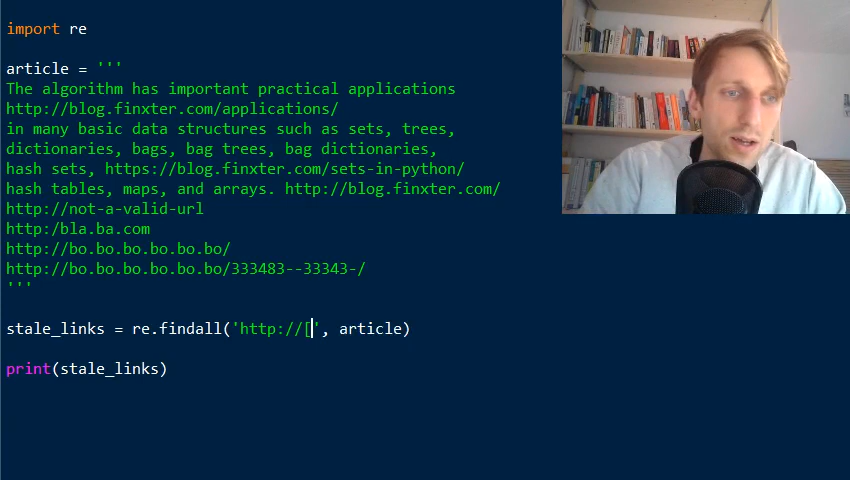 import re
article = '''
The algorithm has important practical applications
http://blog.finxter.com/applications/
in many basic data structures such as sets, trees,
dictionaries, bags, bag trees, bag dictionaries,
hash sets, https://blog.finxter.com/sets-in-python/
hash tables, maps, and arrays. http://blog.finxter.com/
http://not-a-valid-url
http:/bla.ba.com
http://bo.bo.bo.bo.bo.bo/
http://bo.bo.bo.bo.bo.bo/333483--33343-/
'''
stale_links = re.findall('http://[', article)
print(stale_links)